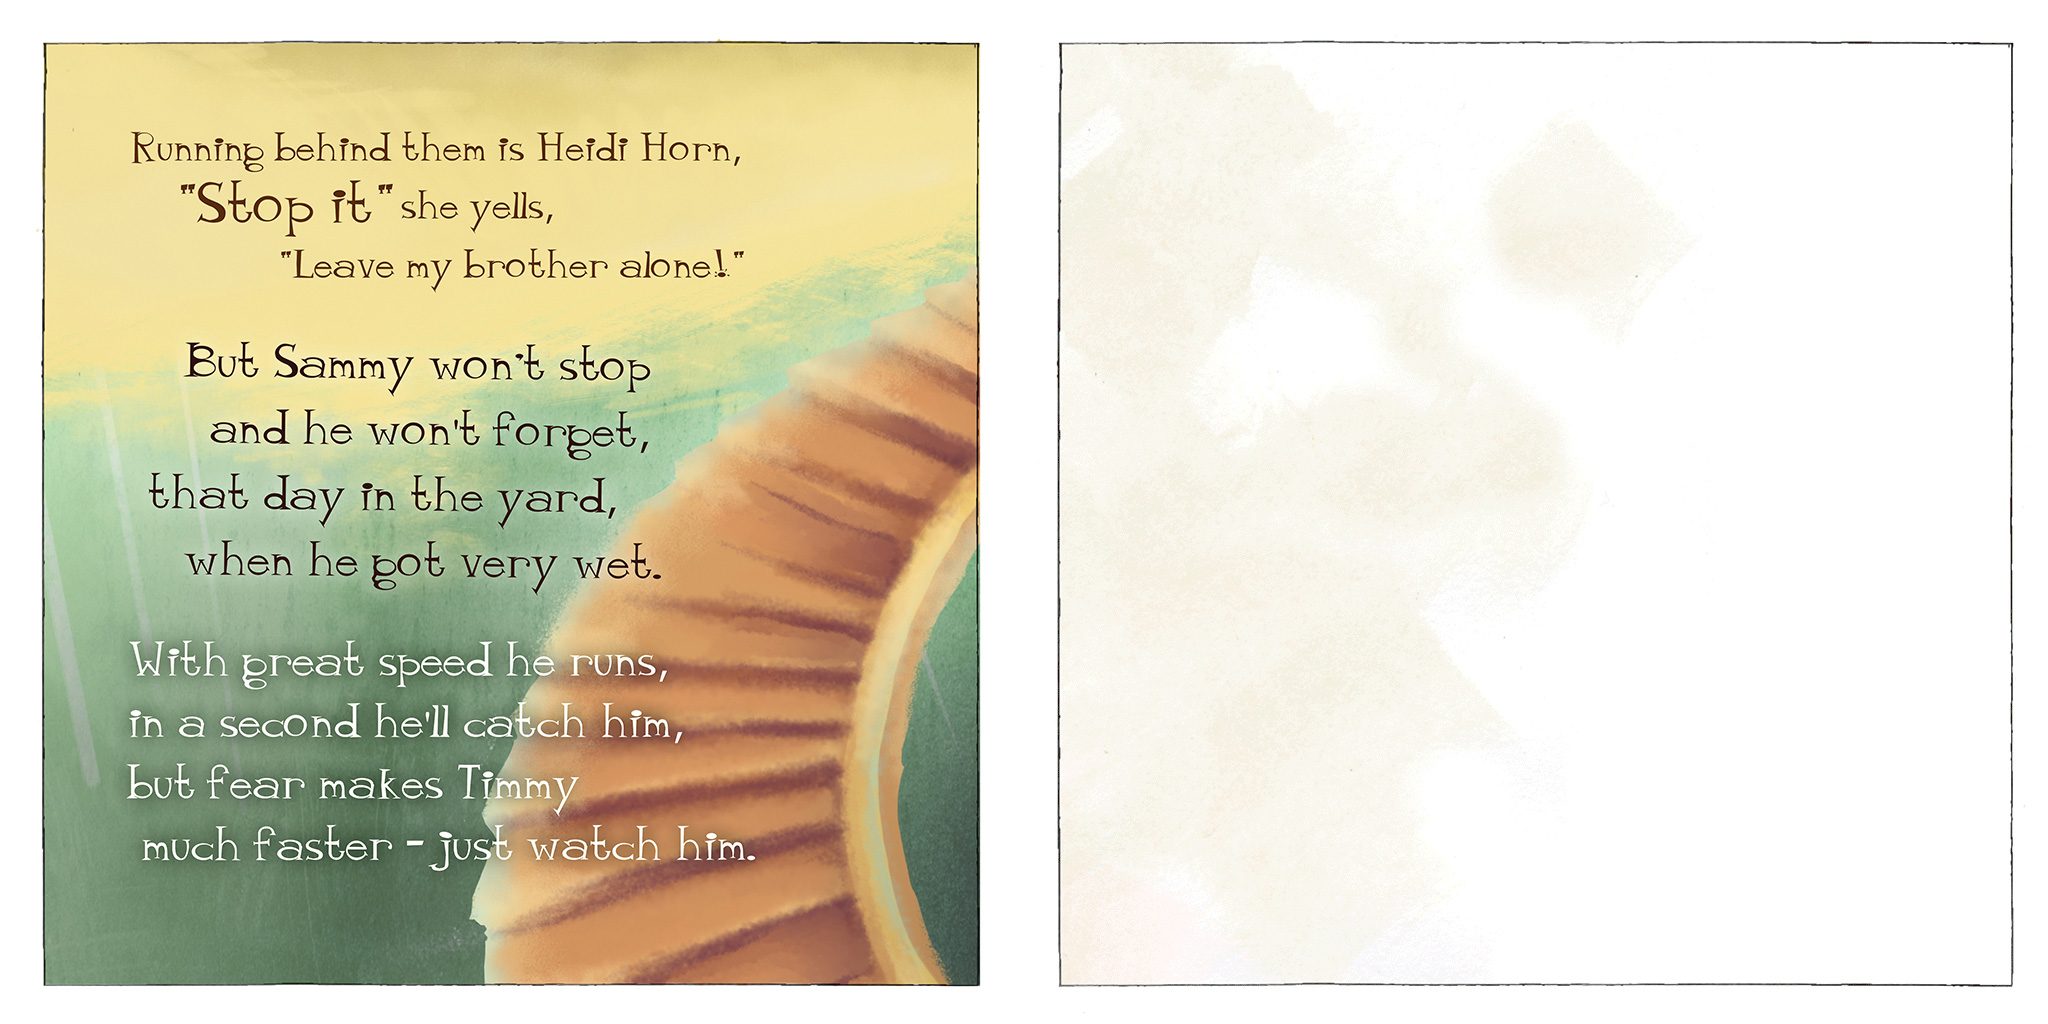 Running behind them is Heidi Horn,
"Stop it" she yells,
"Leave my brother alone!"
But Sammy won't stop
and he won't forget,
that day in the yard,
when he got very wet.
With great speed he runs,
in a second he'll catch him,
but fear makes Timmy
much faster - just watch him.